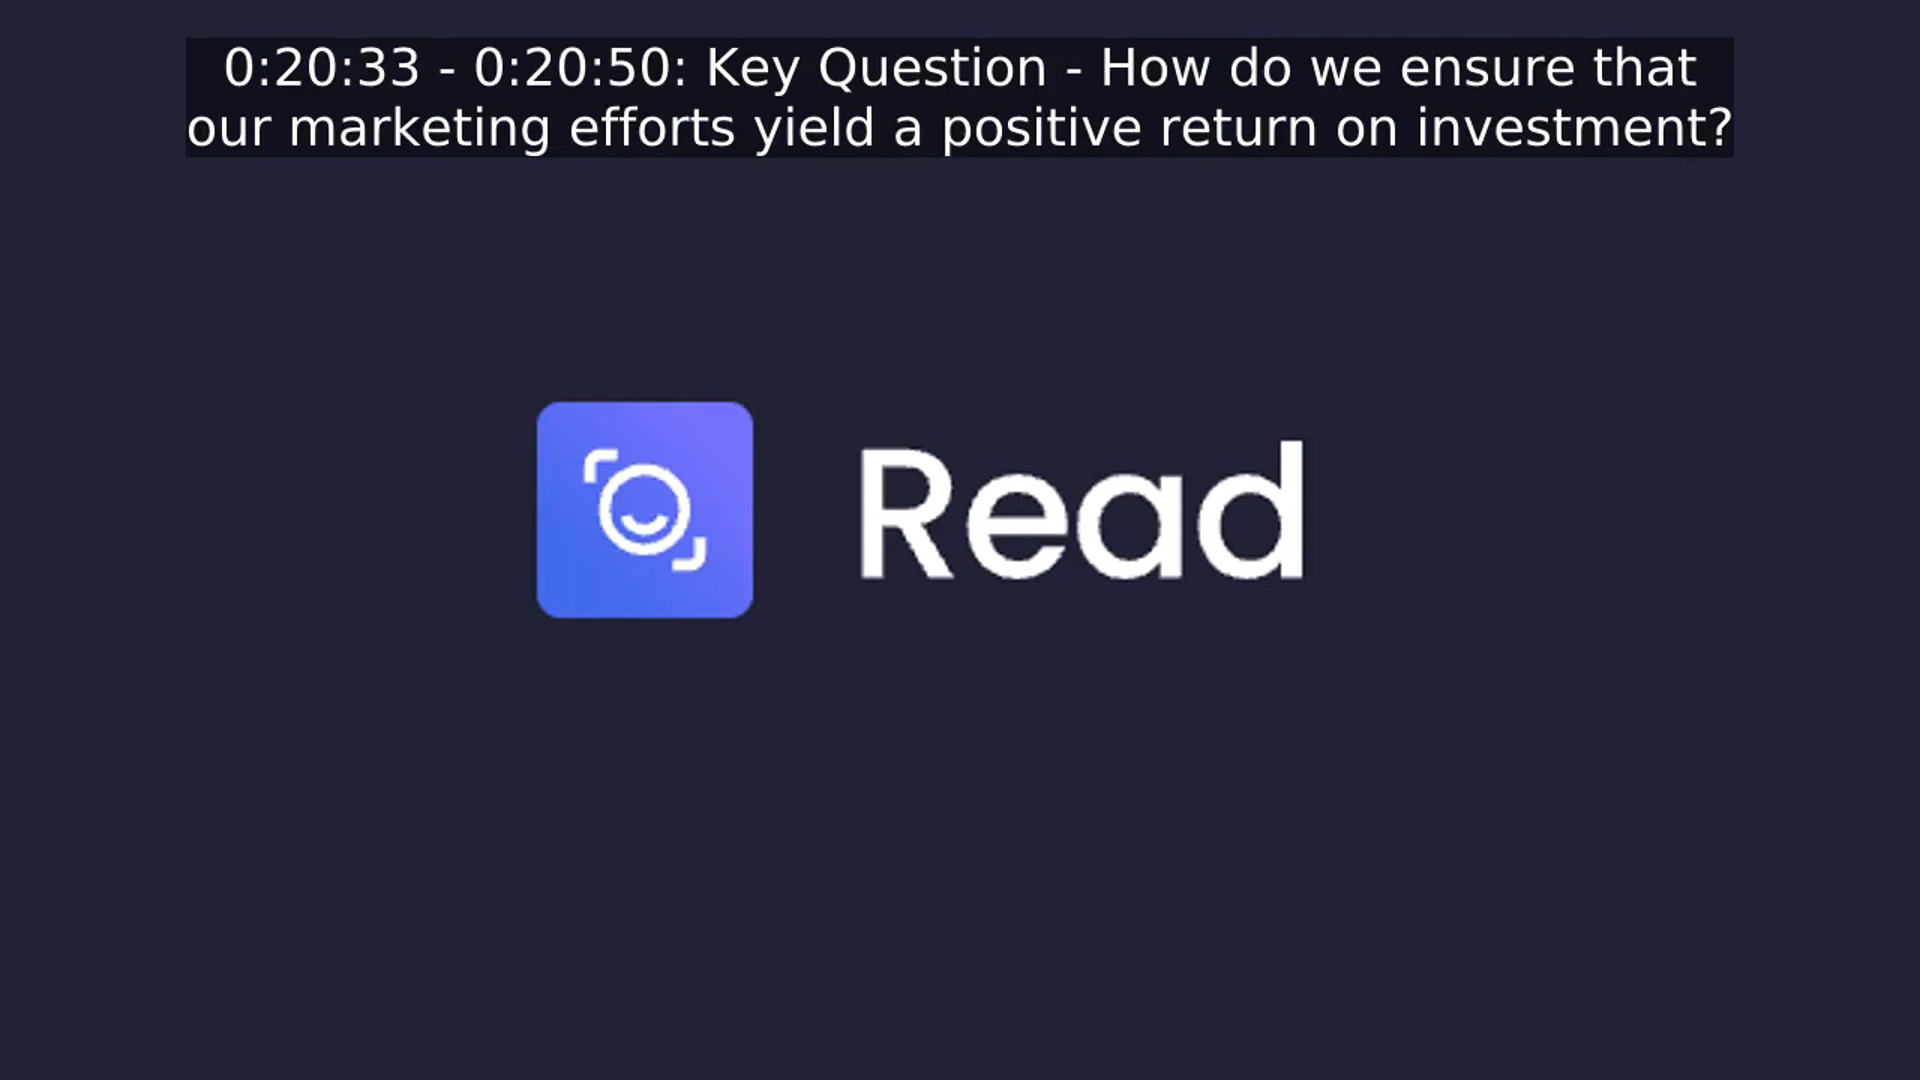 0:20:33 - 0:20:50: Key Question - How do we ensure that
our marketing efforts yield a positive return on investment?
Read